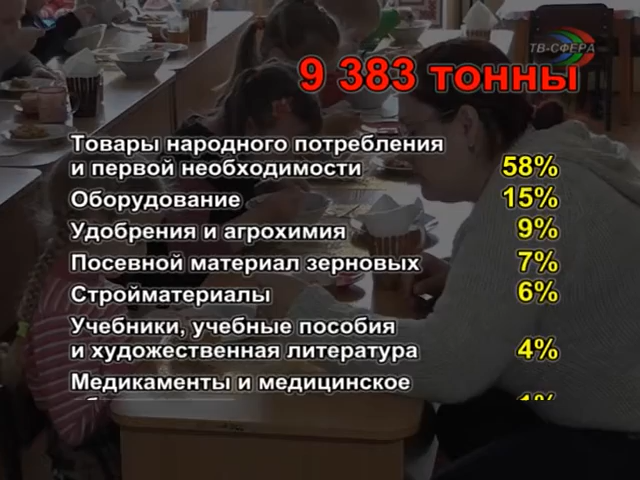 ТВ-СФЕРА
9 383 тонны
Товары народного потребления
и первой необходимости 58%
Оборудование 15%
Удобрения и агрохимия 9%
Посевной материал зерновых 7%
Стройматериалы 6%
Учебники, учебные пособия
и художественная литература 4%
Медикаменты и медицинское
1%